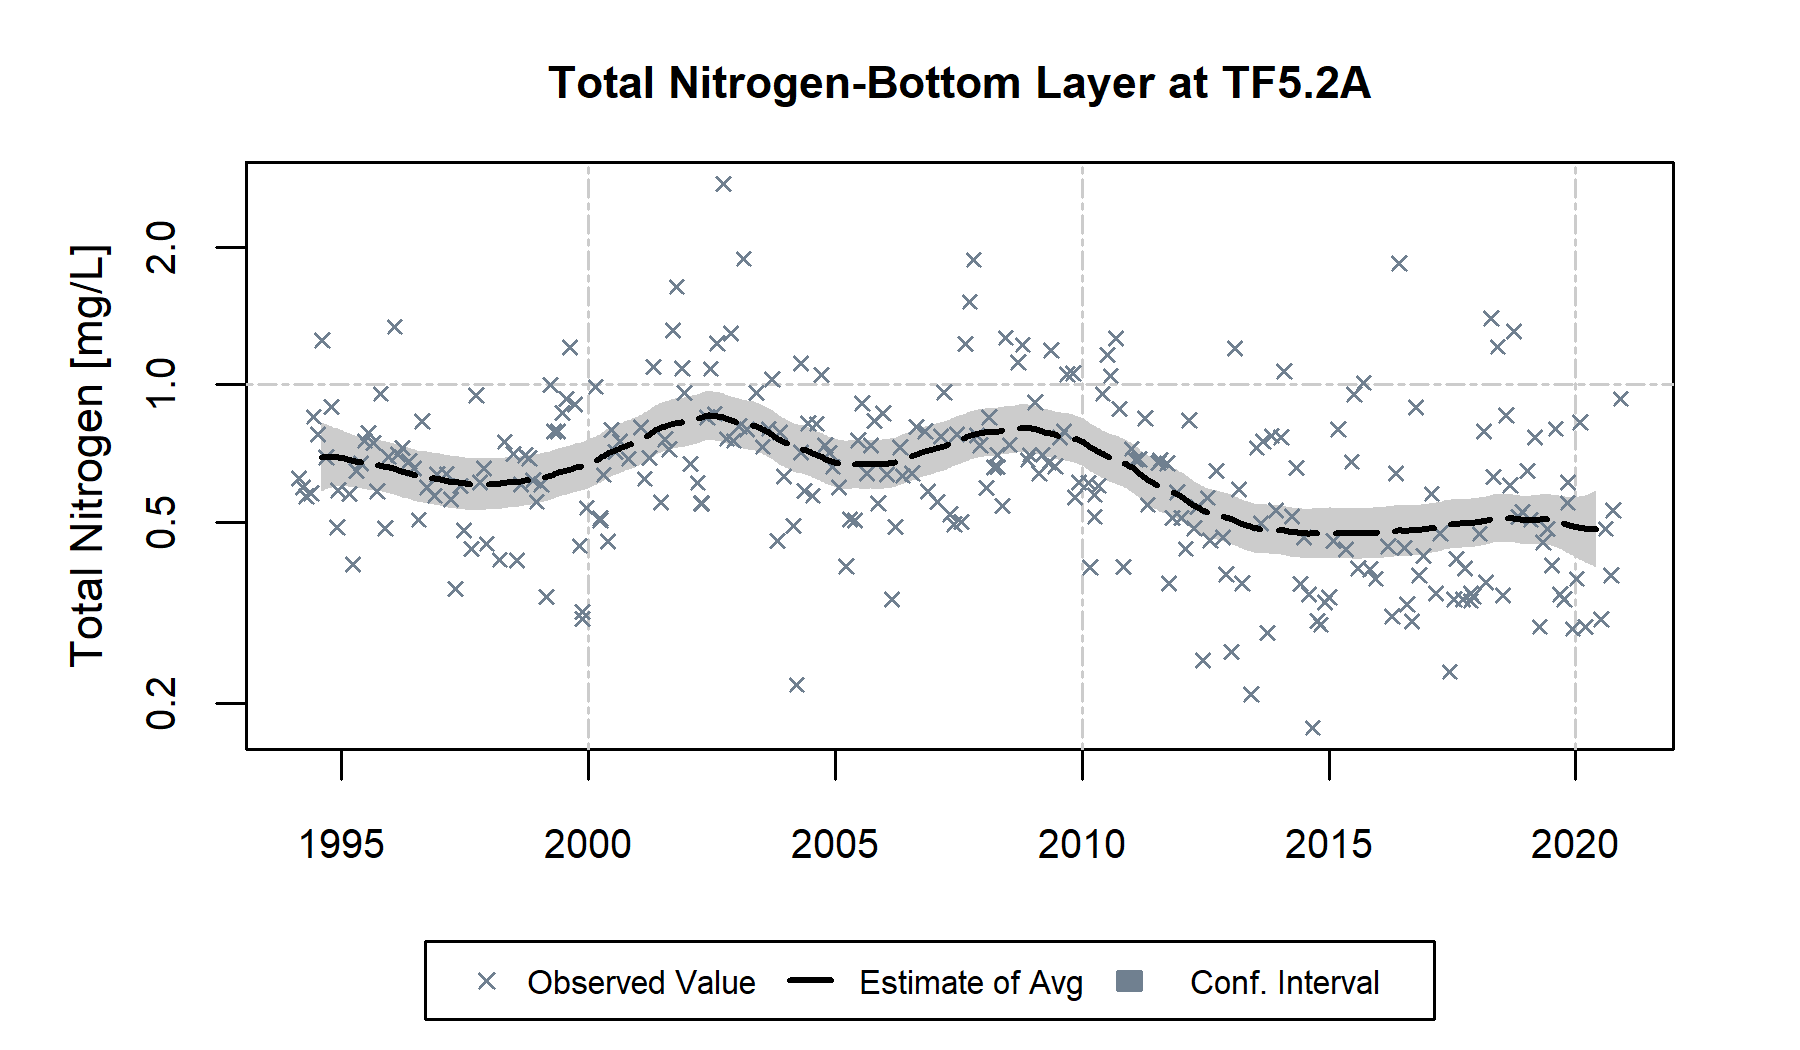 Total Nitrogen-Bottom Layer at TF5.2A
Total Nitrogen [mg/L]
2.0
1.0
0.5
0.2
1995 2000 2005 2010 2015 2020
Observed Value Estimate of Avg Conf. Interval